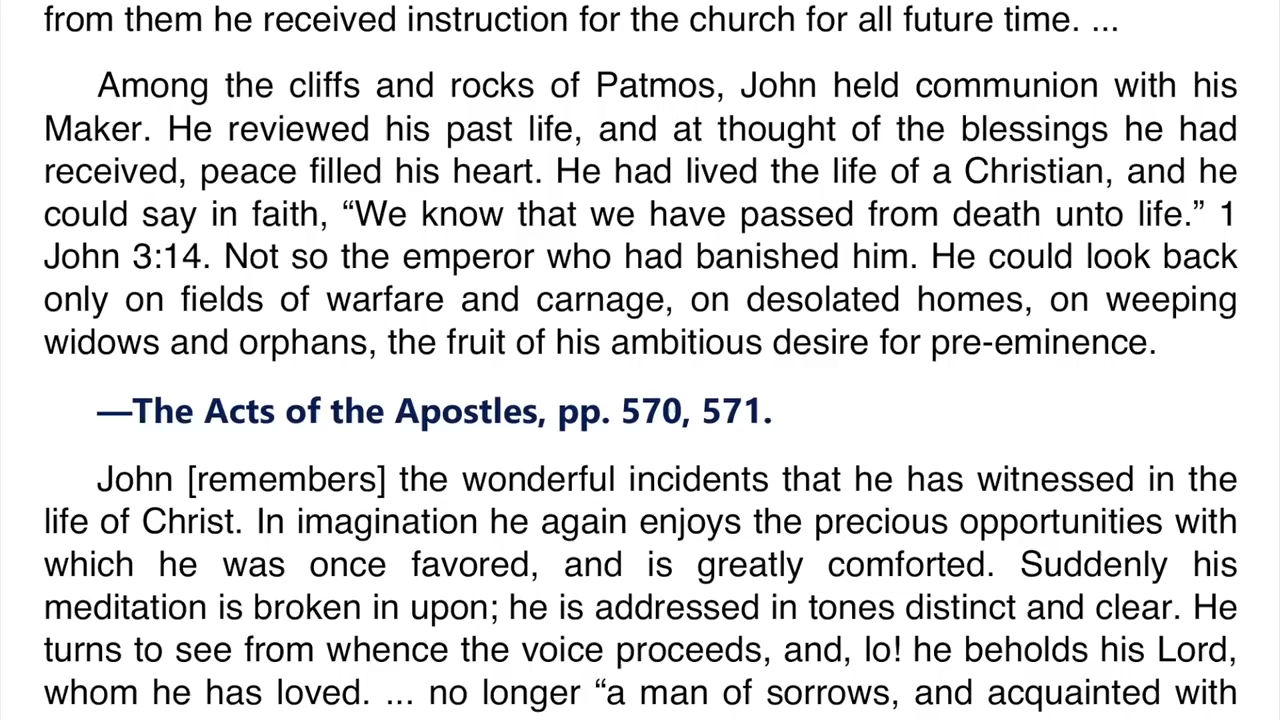 from them he received instruction for the church for all future time. ...
Among the cliffs and rocks of Patmos, John held communion with his
Maker. He reviewed his past life, and at thought of the blessings he had
received, peace filled his heart. He had lived the life of a Christian, and he
could say in faith, “We know that we have passed from death unto life.” 1
John 3:14. Not so the emperor who had banished him. He could look back
only on fields of warfare and carnage, on desolated homes, on weeping
widows and orphans, the fruit of his ambitious desire for pre-eminence.
—The Acts of the Apostles, pp. 570, 571.
John [remembers] the wonderful incidents that he has witnessed in the
life of Christ. In imagination he again enjoys the precious opportunities with
which he was once favored, and is greatly comforted. Suddenly his
meditation is broken in upon; he is addressed in tones distinct and clear. He
turns to see from whence the voice proceeds, and, lo! he beholds his Lord,
whom he has loved. ... no longer “a man of sorrows, and acquainted with